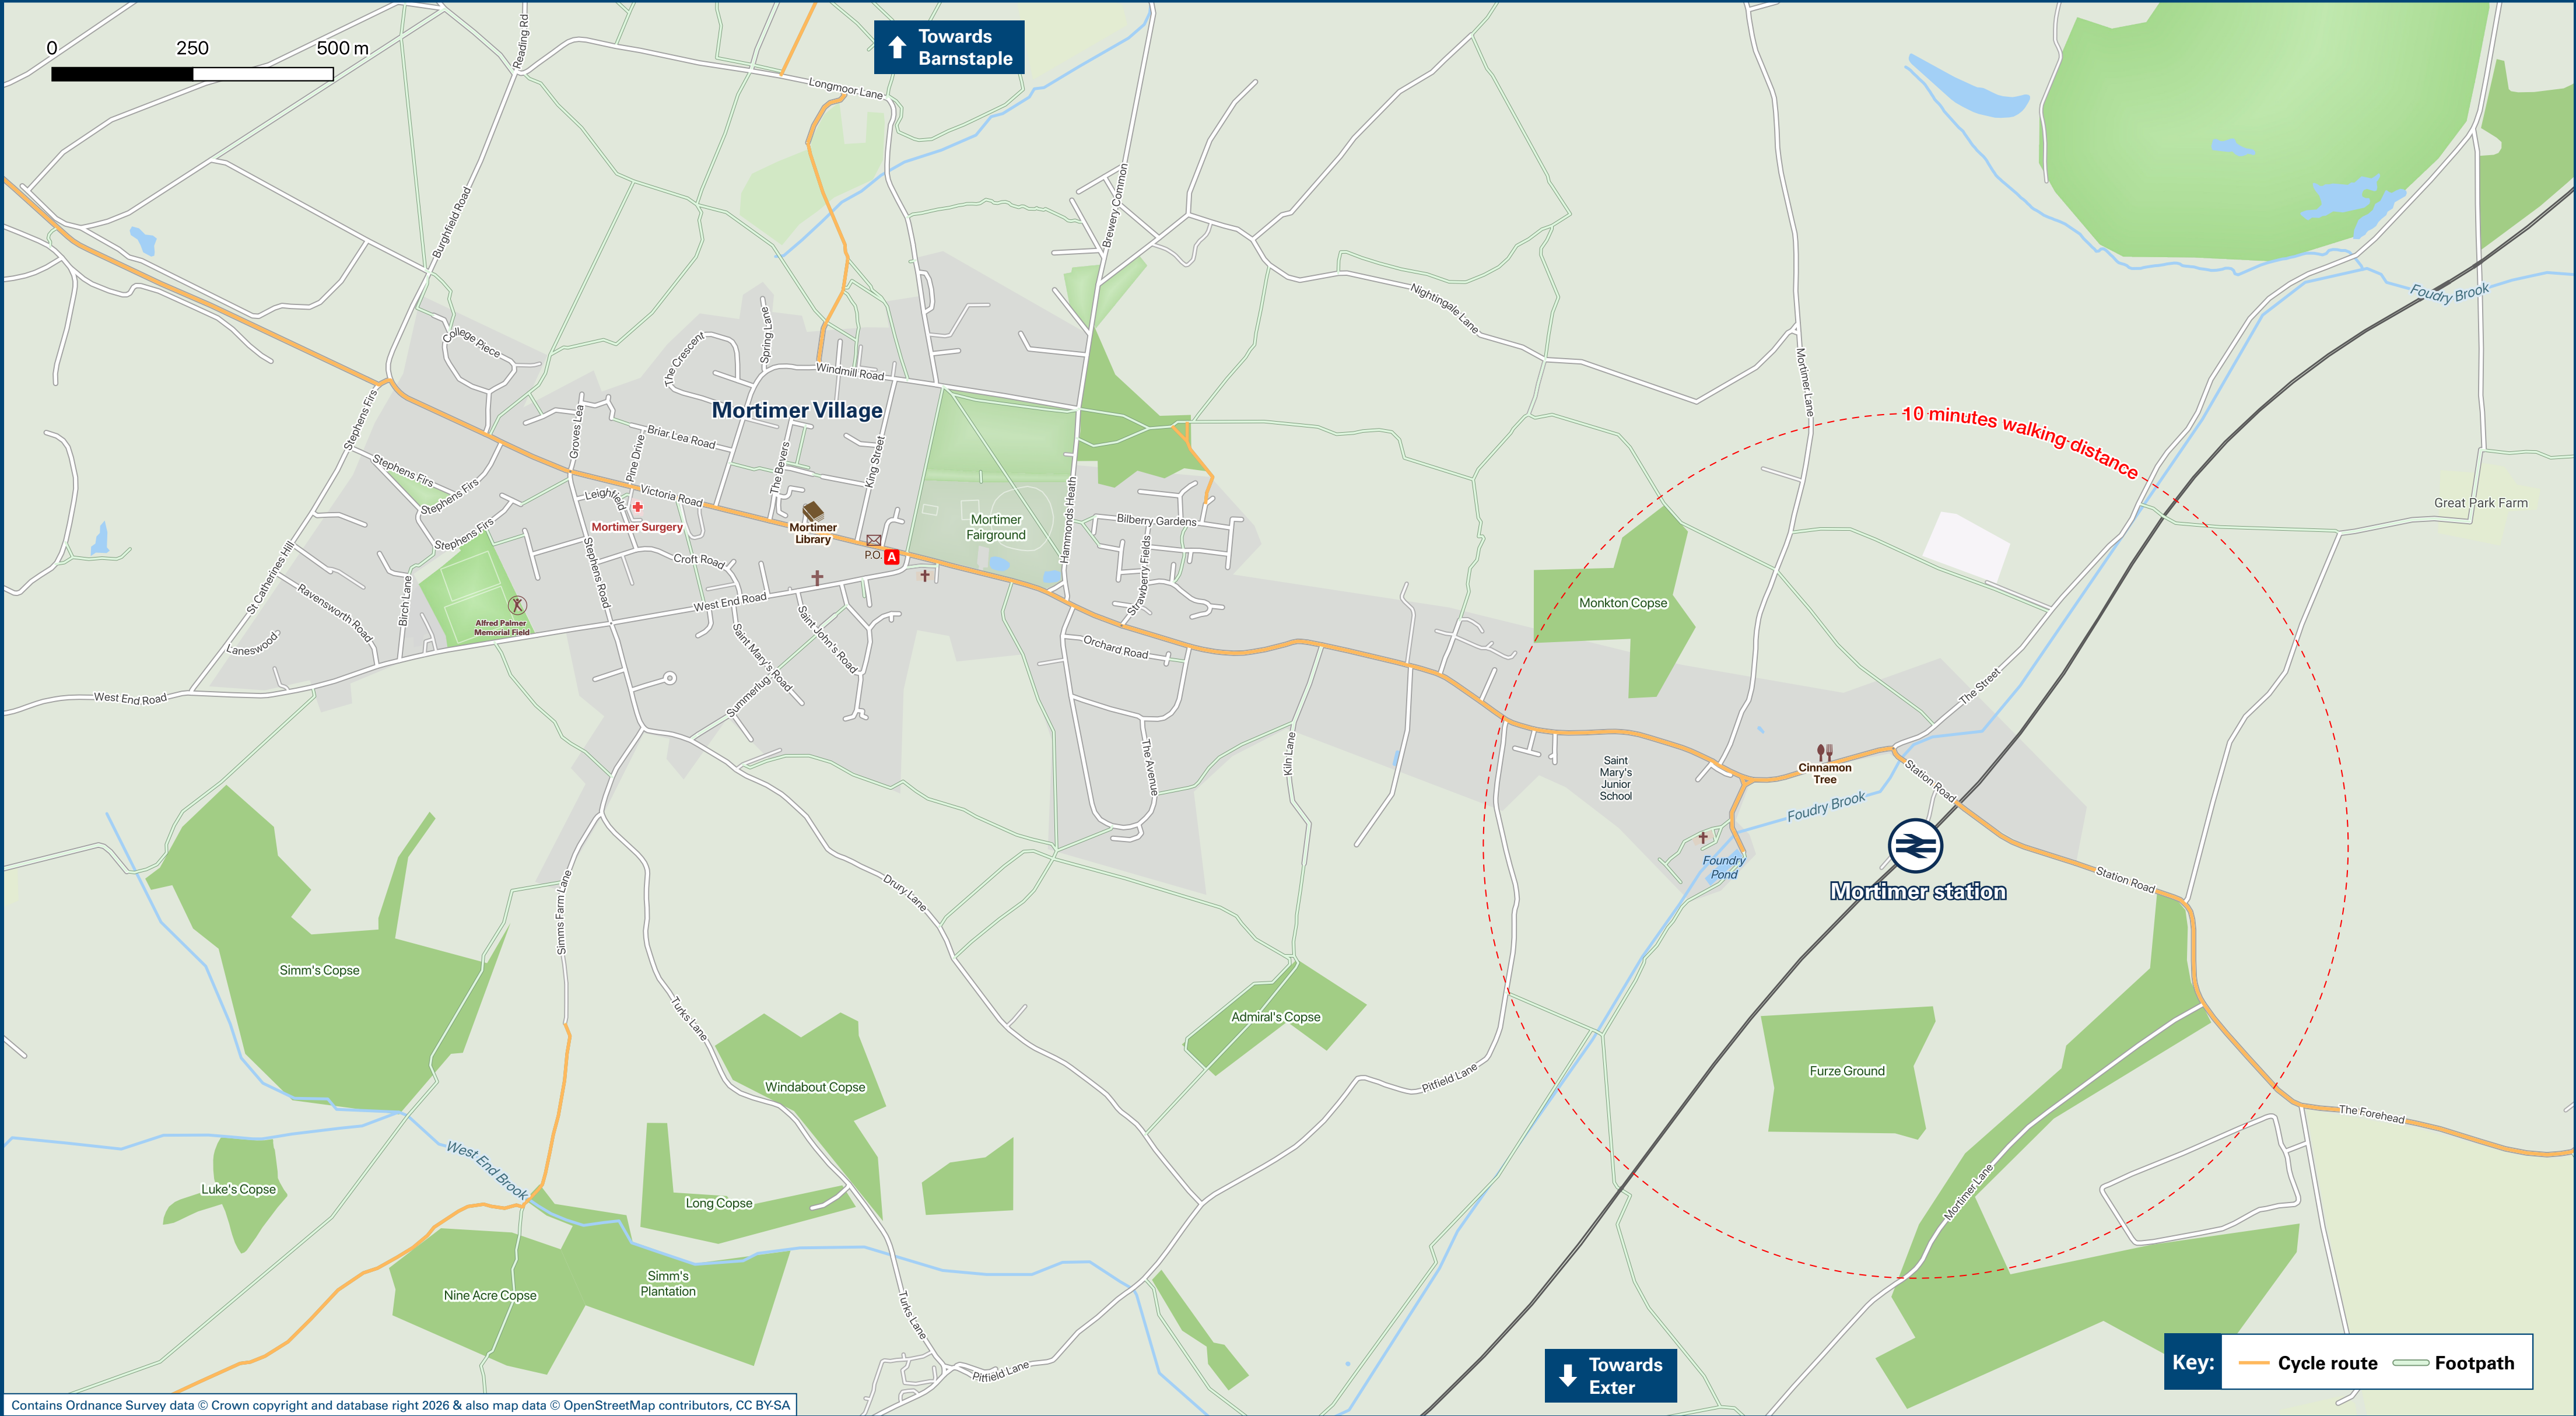 0 250 500 m
Reading Rd
Towards
Barnstaple
Longmoor Lane
Burghfield Road
Brewery Common
Foudry Brook
Nightingale Lane
College Piece
The Crescent
Spring Lane
Windmill Road
Mortimer Lane
Stephens Firs
Mortimer Village
10 minutes walking distance
Groves Lea
Pine Drive
Briar Lea Road
The Bevers
King Street
Stephens Firs
Stephens Firs
Leighfield
Victoria Road
Hammonds Heath
Great Park Farm
Mortimer Surgery
Mortimer
Library
Mortimer
Fairground
Bilberry Gardens
Stephens Firs
P.O.
A
Croft Road
Strawberry Fields
St Catherines Hill
Ravensworth Road
Birch Lane
Stephens Road
West End Road
Monkton Copse
Alfred Palmer
Memorial Field
Saint John's Road
Laneswood
Saint Mary's Road
Orchard Road
West End Road
Summerlug
The Street
The Avenue
Kiln Lane
Saint
Mary's
Junior
School
Cinnamon
Tree
Station Road
Foudry Brook
Foundry
Pond
Mortimer station
Station Road
Simms Farm Lane
Drury Lane
Simm's Copse
Turks Lane
Admiral's Copse
Windabout Copse
Pitfield Lane
Furze Ground
The Forehead
West End Brook
Luke's Copse
Long Copse
Mortimer Lane
Simm's
Plantation
Nine Acre Copse
Turks Lane
Pitfield Lane
Towards
Exter
Key: Cycle route Footpath
Contains Ordnance Survey data © Crown copyright and database right 2026 & also map data © OpenStreetMap contributors, CC BY-SA